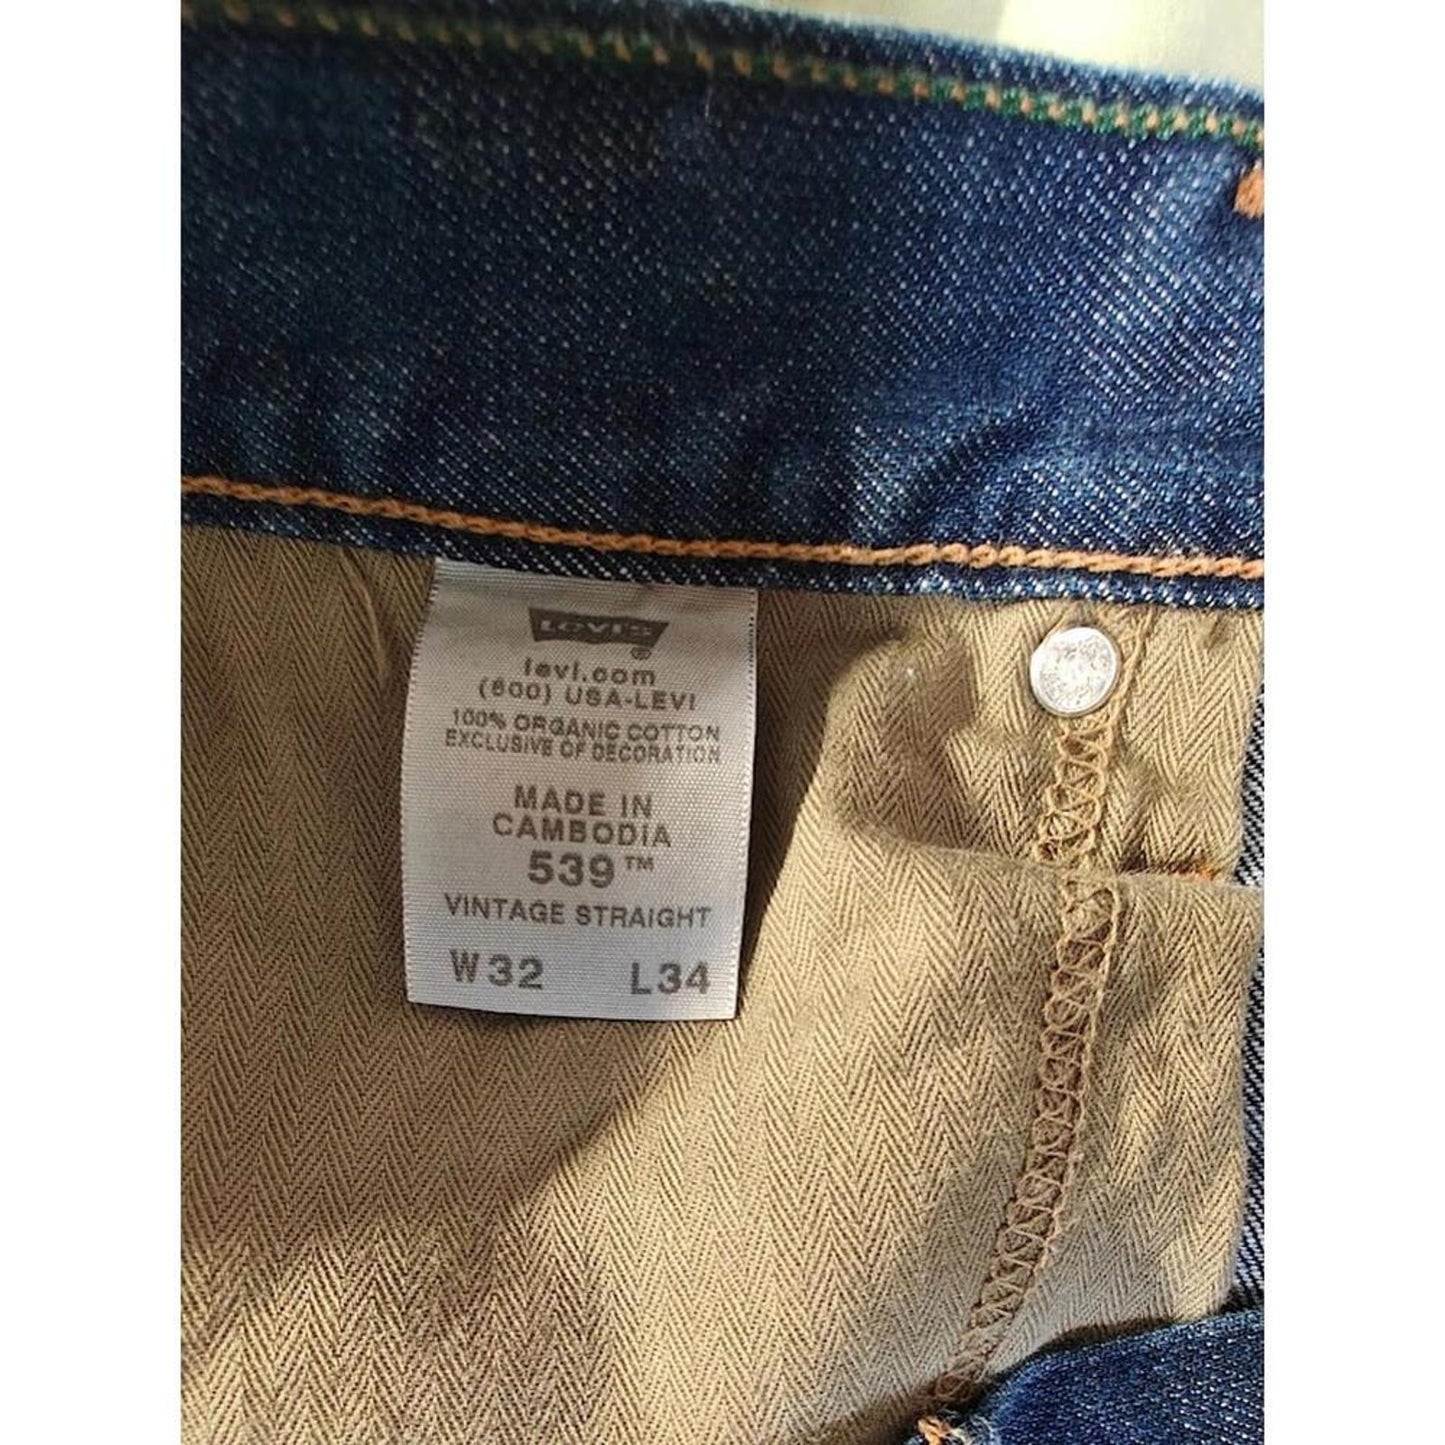 Levi's
®
levi.com
(800) USA-LEVI
100% ORGANIC COTTON
EXCLUSIVE OF DECORATION
MADE IN
CAMBODIA
539™
VINTAGE STRAIGHT
W32 L34